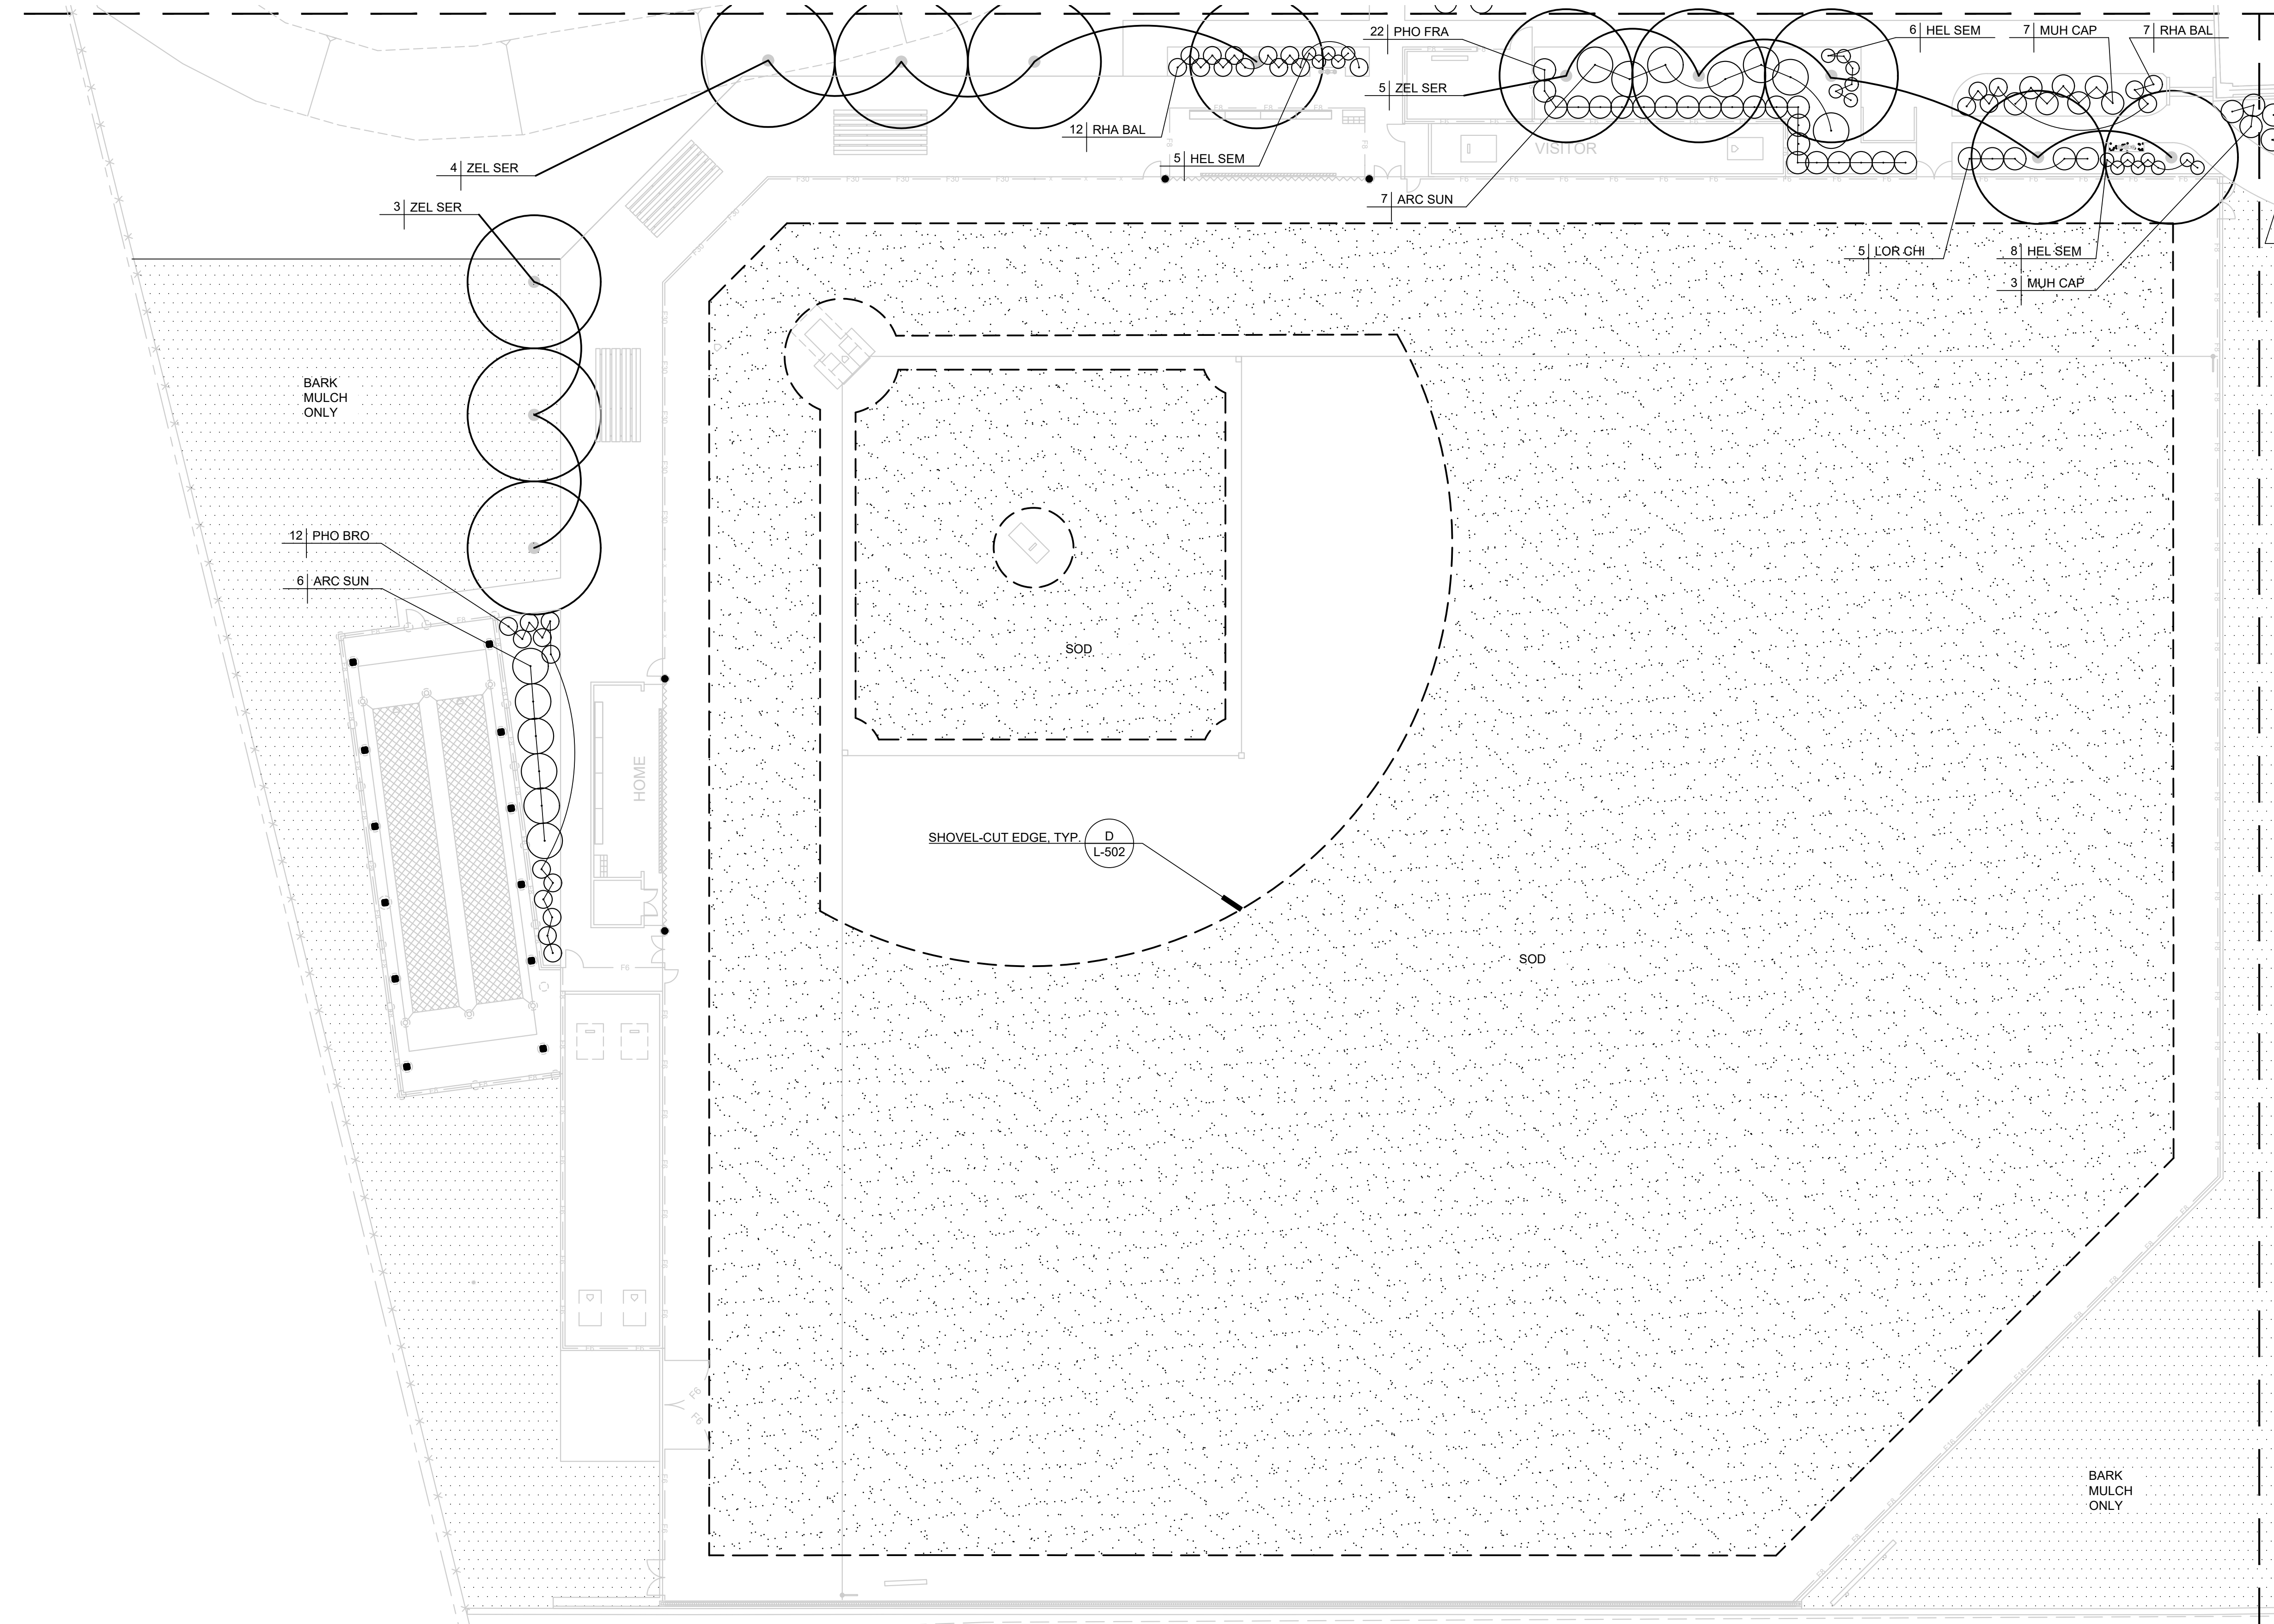 22 PHO FRA
6 HEL SEM
7 MUH CAP
7 RHA BAL
5 ZEL SER
12 RHA BAL
5 HEL SEM
VISITOR
4 ZEL SER
3 ZEL SER
7 ARC SUN
5 LOR CHI
8 HEL SEM
3 MUH CAP
BARK
MULCH
ONLY
12 PHO BRO
6 ARC SUN
SOD
HOME
SHOVEL-CUT EDGE, TYP.
D
L-502
SOD
F6
F6
F6
BARK
MULCH
ONLY